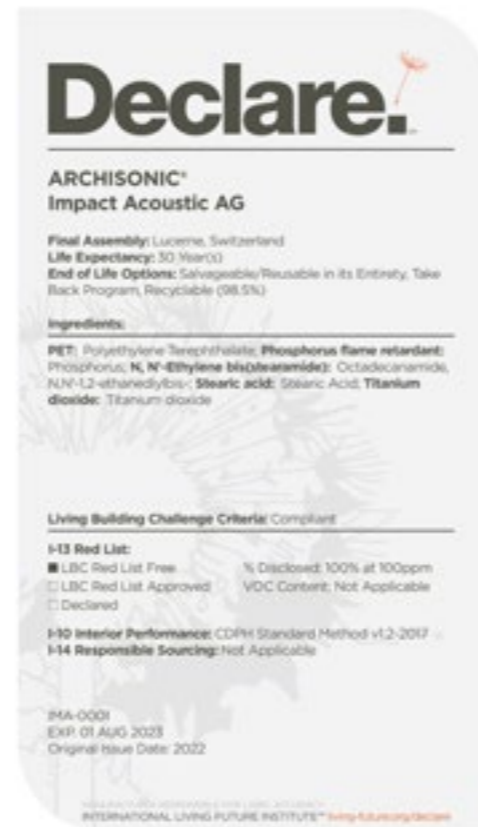 Declare.
ARCHISONIC®
Impact Acoustic AG
Final Assembly: Lucerne, Switzerland
Life Expectancy: 30 Year(s)
End of Life Options: Salvageable/Reusable in its Entirety, Take
Back Program, Recyclable (98.5%)
Ingredients:
PET: Polyethylene Terephthalate; Phosphorus flame retardant:
Phosphorus; N, N'-Ethylene bis(stearamide): Octadecanamide,
N,N'-1,2-ethanediylbis-; Stearic acid: Stearic Acid; Titanium
dioxide: Titanium dioxide
Living Building Challenge Criteria: Compliant
I-13 Red List:
■ LBC Red List Free % Disclosed: 100% at 100ppm
□ LBC Red List Approved VOC Content: Not Applicable
□ Declared
I-10 Interior Performance: CDPH Standard Method v1.2-2017
I-14 Responsible Sourcing: Not Applicable
IMA-0001
EXP. 01 AUG 2023
Original Issue Date: 2022
MANUFACTURER RESPONSIBLE FOR LABEL ACCURACY
INTERNATIONAL LIVING FUTURE INSTITUTE™ living-future.org/declare